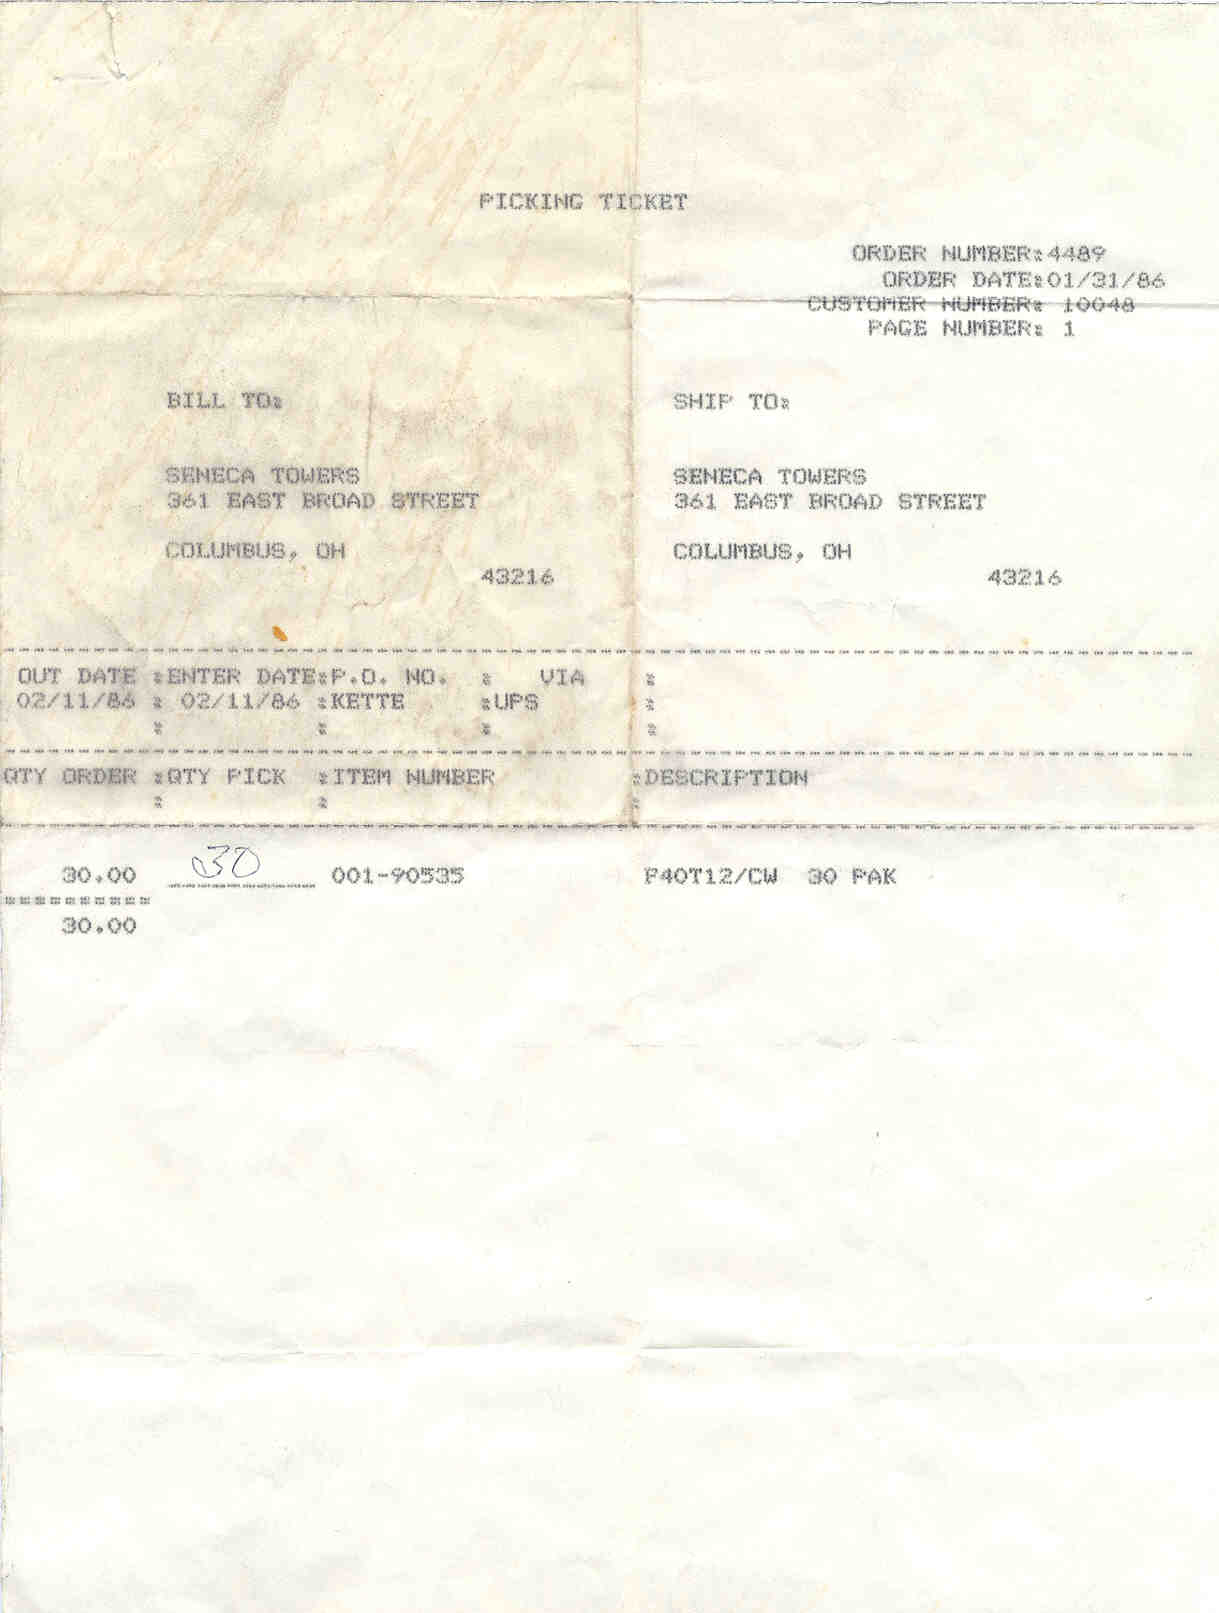 PICKING TICKET
ORDER NUMBER:4489
ORDER DATE:01/31/86
CUSTOMER NUMBER: 10048
PAGE NUMBER: 1
BILL TO: SHIP TO:
SENECA TOWERS SENECA TOWERS
361 EAST BROAD STREET 361 EAST BROAD STREET
COLUMBUS, OH COLUMBUS, OH
43216 43216
OUT DATE :ENTER DATE:P.O. NO. : VIA :
02/11/86 : 02/11/86 :KETTE :UPS :
: : : :
QTY ORDER :QTY PICK :ITEM NUMBER :DESCRIPTION
: : :
30.00 30 001-90535 F40T12/CW 30 PAK
==========
30.00